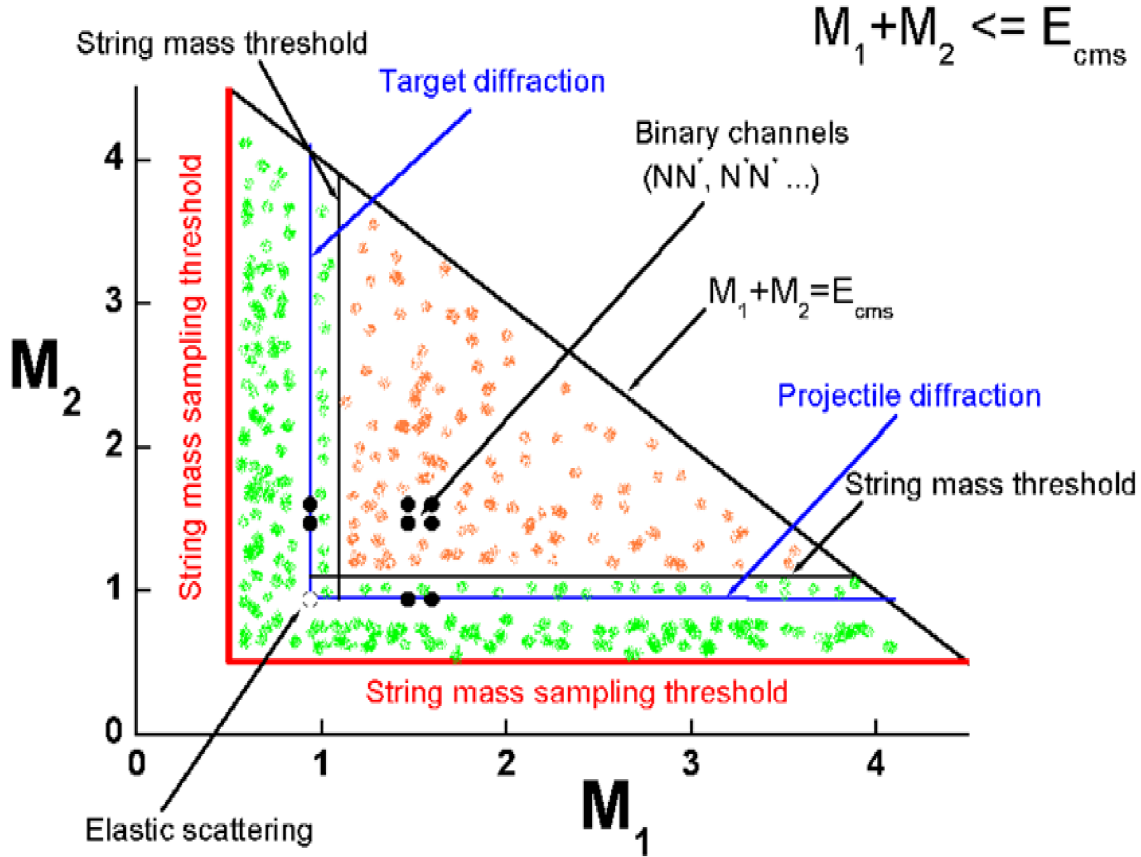 M₁+M₂ <= E_cms
String mass threshold
Target diffraction
Binary channels
(NN*, N*N* ...)
M₁+M₂=E_cms
Projectile diffraction
String mass threshold
String mass sampling threshold
M₂
4
3
2
1
0
String mass sampling threshold
0
1
2
3
4
M₁
Elastic scattering